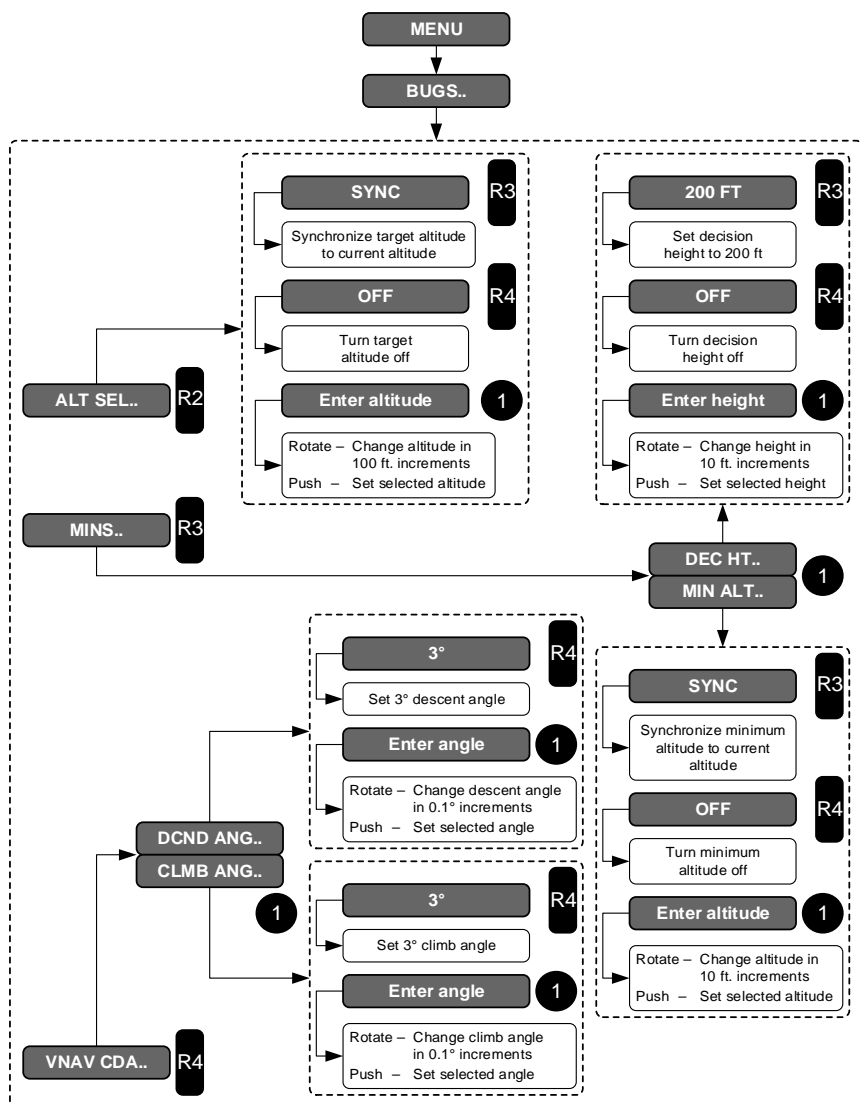 MENU
BUGS..
SYNC
R3
Synchronize target altitude
to current altitude
OFF
R4
Turn target
altitude off
Enter altitude
1
Rotate – Change altitude in
100 ft. increments
Push – Set selected altitude
200 FT
R3
Set decision
height to 200 ft
OFF
R4
Turn decision
height off
Enter height
1
Rotate – Change height in
10 ft. increments
Push – Set selected height
ALT SEL..
R2
MINS..
R3
DEC HT..
MIN ALT..
1
3°
R4
Set 3° descent angle
Enter angle
1
Rotate – Change descent angle
in 0.1° increments
Push – Set selected angle
SYNC
R3
Synchronize minimum
altitude to current
altitude
OFF
R4
Turn minimum
altitude off
Enter altitude
1
Rotate – Change altitude in
10 ft. increments
Push – Set selected altitude
DCND ANG..
CLMB ANG..
1
3°
R4
Set 3° climb angle
Enter angle
1
Rotate – Change climb angle
in 0.1° increments
Push – Set selected angle
VNAV CDA..
R4